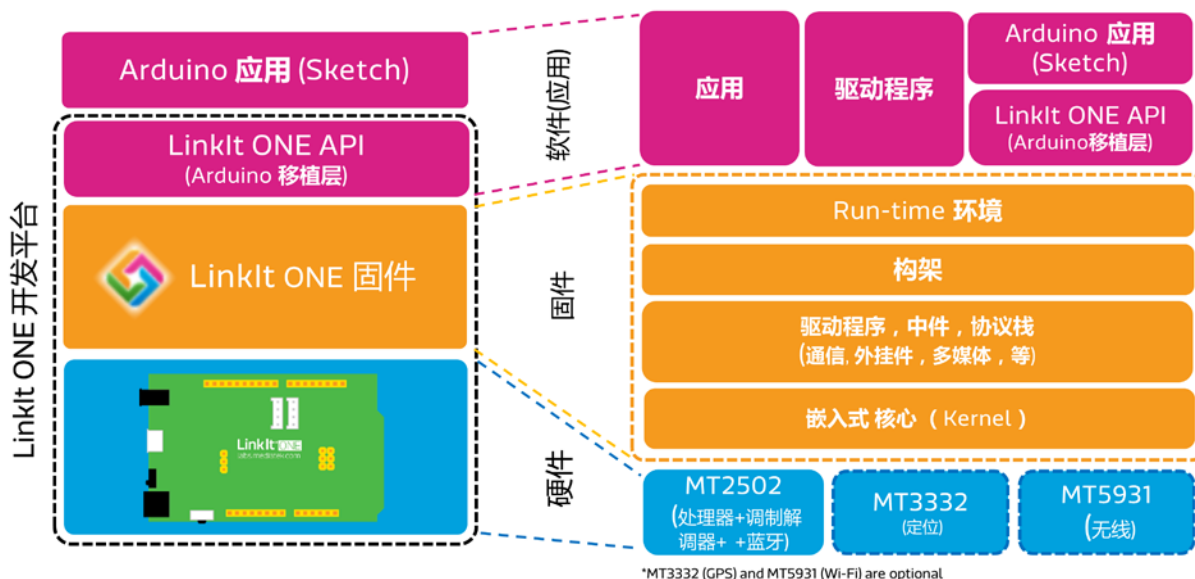 Arduino 应用 (Sketch)
LinkIt ONE API
(Arduino 移植层)
LinkIt ONE 固件
LinkIt ONE
labs.mediatek.com
LinkIt ONE 开发平台
软件(应用)
固件
硬件
应用
驱动程序
Arduino 应用
(Sketch)
LinkIt ONE API
(Arduino移植层)
Run-time 环境
构架
驱动程序，中件，协议栈
(通信, 外挂件，多媒体，等)
嵌入式 核心（Kernel）
MT2502
(处理器+调制解
调器+ +蓝牙)
MT3332
(定位)
MT5931
(无线)
*MT3332 (GPS) and MT5931 (Wi-Fi) are optional